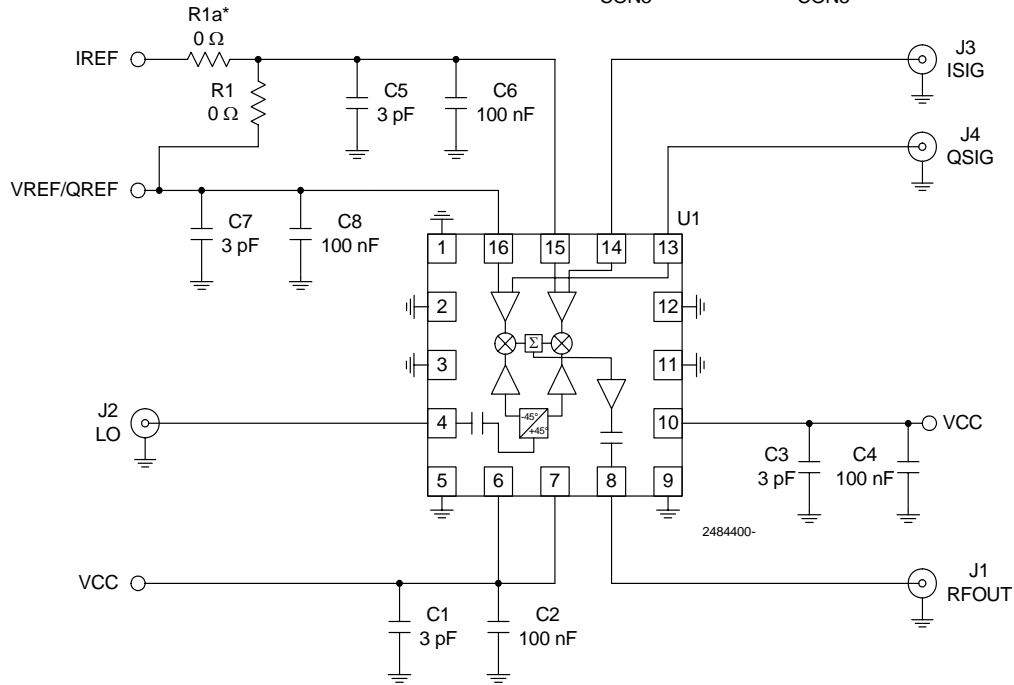 R1a*
0 Ω
IREF
R1
0 Ω
C5
3 pF
C6
100 nF
J3
ISIG
J4
QSIG
VREF/QREF
C7
3 pF
C8
100 nF
U1
1
16
15
14
13
2
12
3
11
Σ
J2
LO
4
-45°
+45°
10
VCC
C3
3 pF
C4
100 nF
5
6
7
8
9
2484400-
VCC
C1
3 pF
C2
100 nF
J1
RFOUT